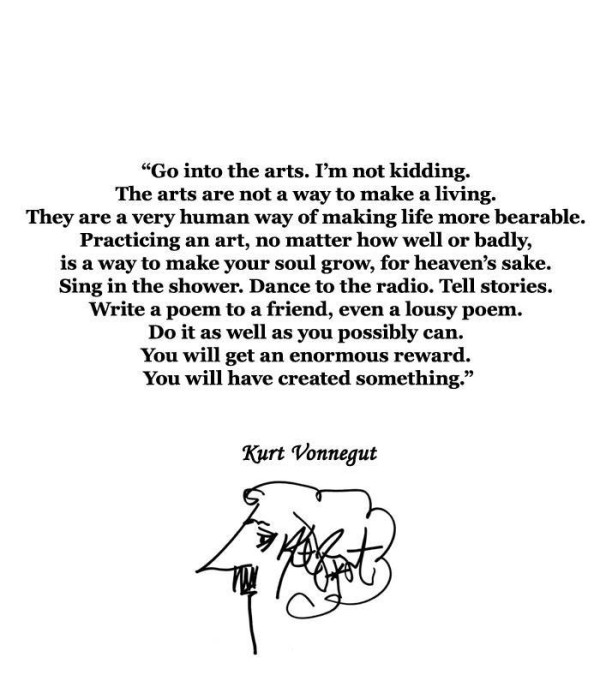 “Go into the arts. I’m not kidding.
The arts are not a way to make a living.
They are a very human way of making life more bearable.
Practicing an art, no matter how well or badly,
is a way to make your soul grow, for heaven’s sake.
Sing in the shower. Dance to the radio. Tell stories.
Write a poem to a friend, even a lousy poem.
Do it as well as you possibly can.
You will get an enormous reward.
You will have created something.”
Kurt Vonnegut